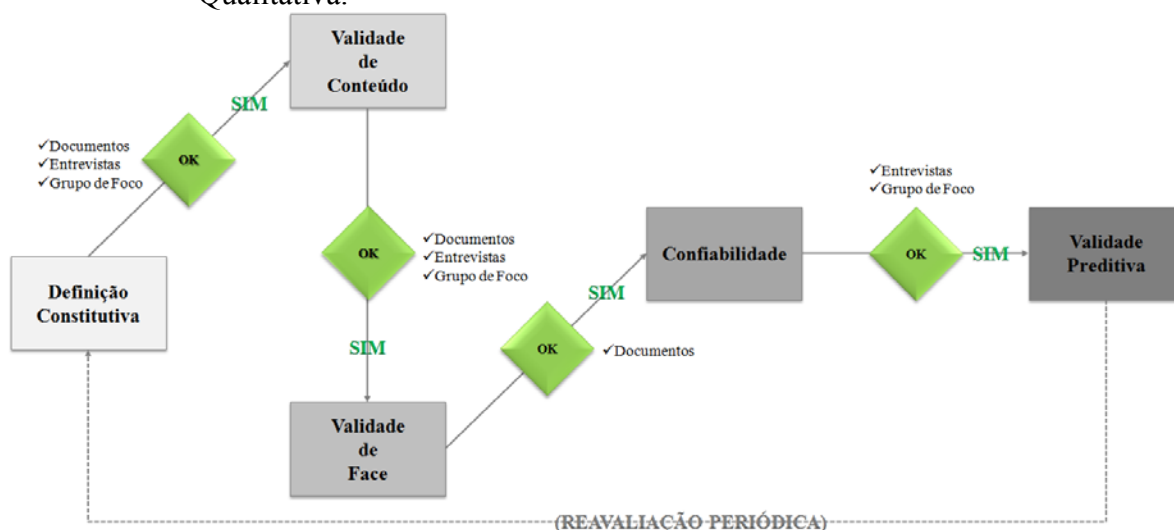 Qualitativa.
Validade
de
Conteúdo
SIM
OK
✓Documentos
✓Entrevistas
✓Grupo de Foco
Definição
Constitutiva
OK
✓Documentos
✓Entrevistas
✓Grupo de Foco
SIM
Validade
de
Face
OK
✓Documentos
SIM
Confiabilidade
✓Entrevistas
✓Grupo de Foco
OK
SIM
Validade
Preditiva
(REAVALIAÇÃO PERIÓDICA)